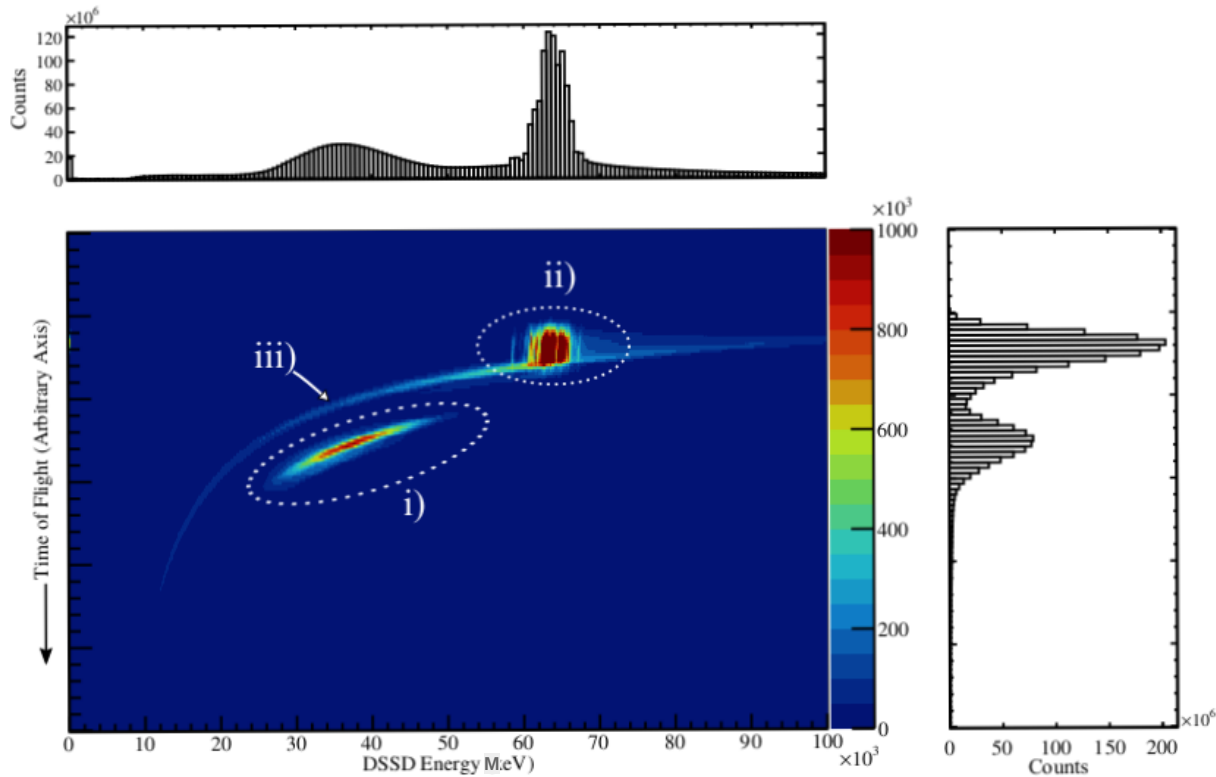 ×10⁶
120
100
80
60
40
20
0
Counts
×10³
1000
800
600
400
200
0
ii)
iii)
i)
Time of Flight (Arbitrary Axis)
0 10 20 30 40 50 60 70 80 90 100
×10³
DSSD Energy M:eV)
0 50 100 150 200
×10⁶
Counts